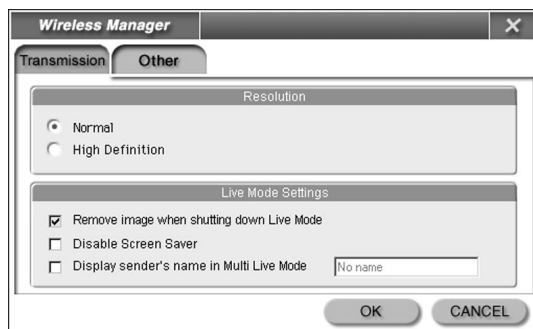 Wireless Manager
Transmission Other
Resolution
Normal
High Definition
Live Mode Settings
Remove image when shutting down Live Mode
Disable Screen Saver
Display sender's name in Multi Live Mode No name
OK CANCEL